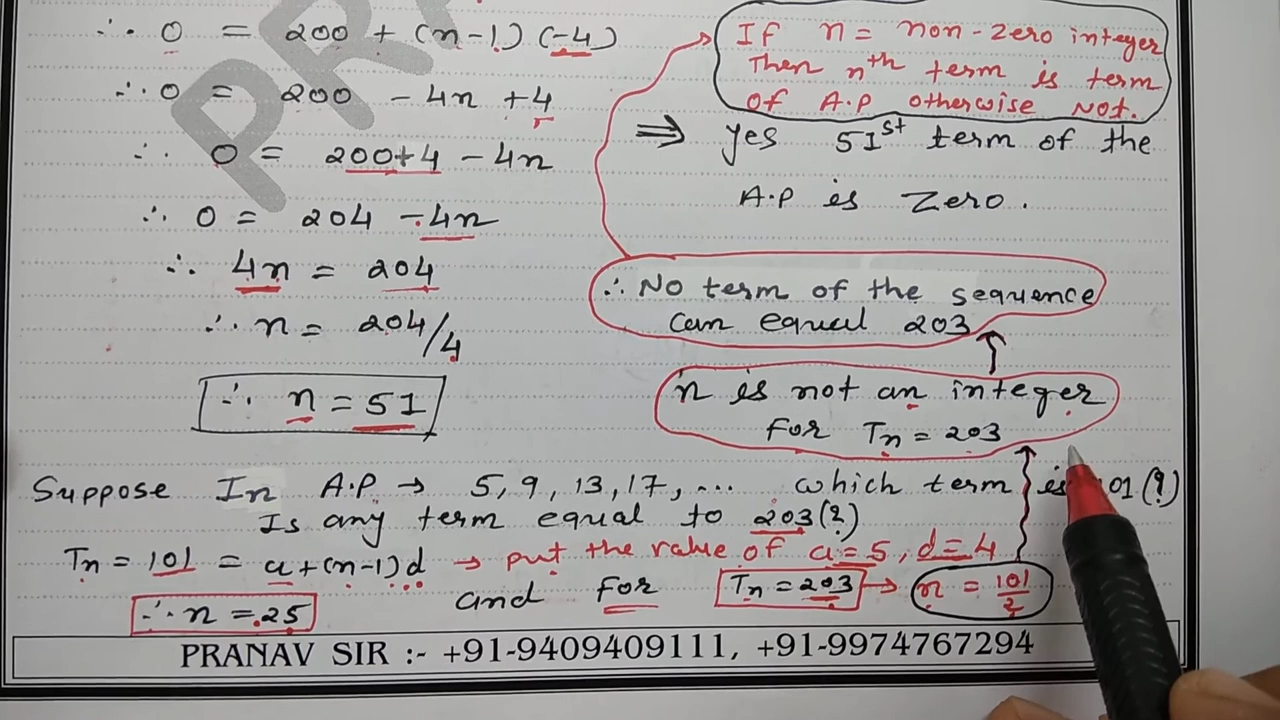 ∴ 0 = 200 + (n-1) (-4)
∴ 0 = 200 - 4n + 4
∴ 0 = 200+4 - 4n
∴ 0 = 204 - 4n
∴ 4n = 204
∴ n = 204/4
∴ n = 51
If n = non-zero integer
Then nth term is term
of A.P otherwise Not.
⇒ yes 51st term of the
A.P is Zero.
∴ No term of the sequence
can equal 203
n is not an integer
For Tn = 203
Suppose In A.P → 5, 9, 13, 17, ... which term is 01 (?)
Is any term equal to 203(?)
Tn = 101 = a+(n-1)d → put the value of a=5, d=4
∴ n = 25 and for Tn = 203 → n = 101/2
PRANAV SIR :- +91-9409409111, +91-9974767294